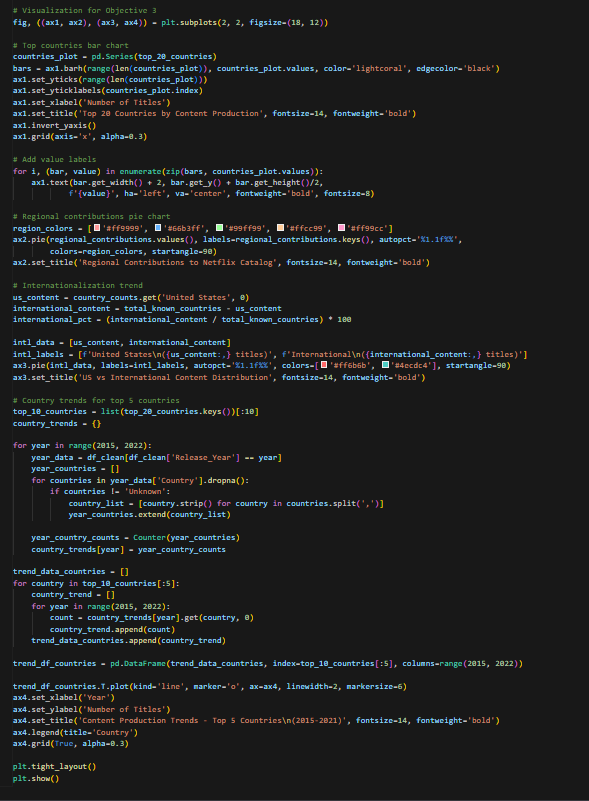 # Visualization for Objective 3
fig, ((ax1, ax2), (ax3, ax4)) = plt.subplots(2, 2, figsize=(18, 12))
# Top countries bar chart
countries_plot = pd.Series(top_20_countries)
bars = ax1.barh(range(len(countries_plot)), countries_plot.values, color='lightcoral', edgecolor='black')
ax1.set_yticks(range(len(countries_plot)))
ax1.set_yticklabels(countries_plot.index)
ax1.set_xlabel('Number of Titles')
ax1.set_title('Top 20 Countries by Content Production', fontsize=14, fontweight='bold')
ax1.invert_yaxis()
ax1.grid(axis='x', alpha=0.3)
# Add value labels
for i, (bar, value) in enumerate(zip(bars, countries_plot.values)):
    ax1.text(bar.get_width() + 2, bar.get_y() + bar.get_height()/2,
            f'{value}', ha='left', va='center', fontweight='bold', fontsize=8)
# Regional contributions pie chart
region_colors = ['#ff9999', '#66b3ff', '#99ff99', '#ffcc99', '#ff99cc']
ax2.pie(regional_contributions.values(), labels=regional_contributions.keys(), autopct='%1.1f%%',
        colors=region_colors, startangle=90)
ax2.set_title('Regional Contributions to Netflix Catalog', fontsize=14, fontweight='bold')
# Internationalization trend
us_content = country_counts.get('United States', 0)
international_content = total_known_countries - us_content
international_pct = (international_content / total_known_countries) * 100
intl_data = [us_content, international_content]
intl_labels = [f'United States\n({us_content:,} titles)', f'International\n({international_content:,} titles)']
ax3.pie(intl_data, labels=intl_labels, autopct='%1.1f%%', colors=['#ff6b6b', '#4ecdc4'], startangle=90)
ax3.set_title('US vs International Content Distribution', fontsize=14, fontweight='bold')
# Country trends for top 5 countries
top_10_countries = list(top_20_countries.keys())[:10]
country_trends = {}
for year in range(2015, 2022):
    year_data = df_clean[df_clean['Release_Year'] == year]
    year_countries = []
    for countries in year_data['Country'].dropna():
        if countries != 'Unknown':
            country_list = [country.strip() for country in countries.split(',')]
            year_countries.extend(country_list)
    year_country_counts = Counter(year_countries)
    country_trends[year] = year_country_counts
trend_data_countries = []
for country in top_10_countries[:5]:
    country_trend = []
    for year in range(2015, 2022):
        count = country_trends[year].get(country, 0)
        country_trend.append(count)
    trend_data_countries.append(country_trend)
trend_df_countries = pd.DataFrame(trend_data_countries, index=top_10_countries[:5], columns=range(2015, 2022))
trend_df_countries.T.plot(kind='line', marker='o', ax=ax4, linewidth=2, markersize=6)
ax4.set_xlabel('Year')
ax4.set_ylabel('Number of Titles')
ax4.set_title('Content Production Trends - Top 5 Countries\n(2015-2021)', fontsize=14, fontweight='bold')
ax4.legend(title='Country')
ax4.grid(True, alpha=0.3)
plt.tight_layout()
plt.show()